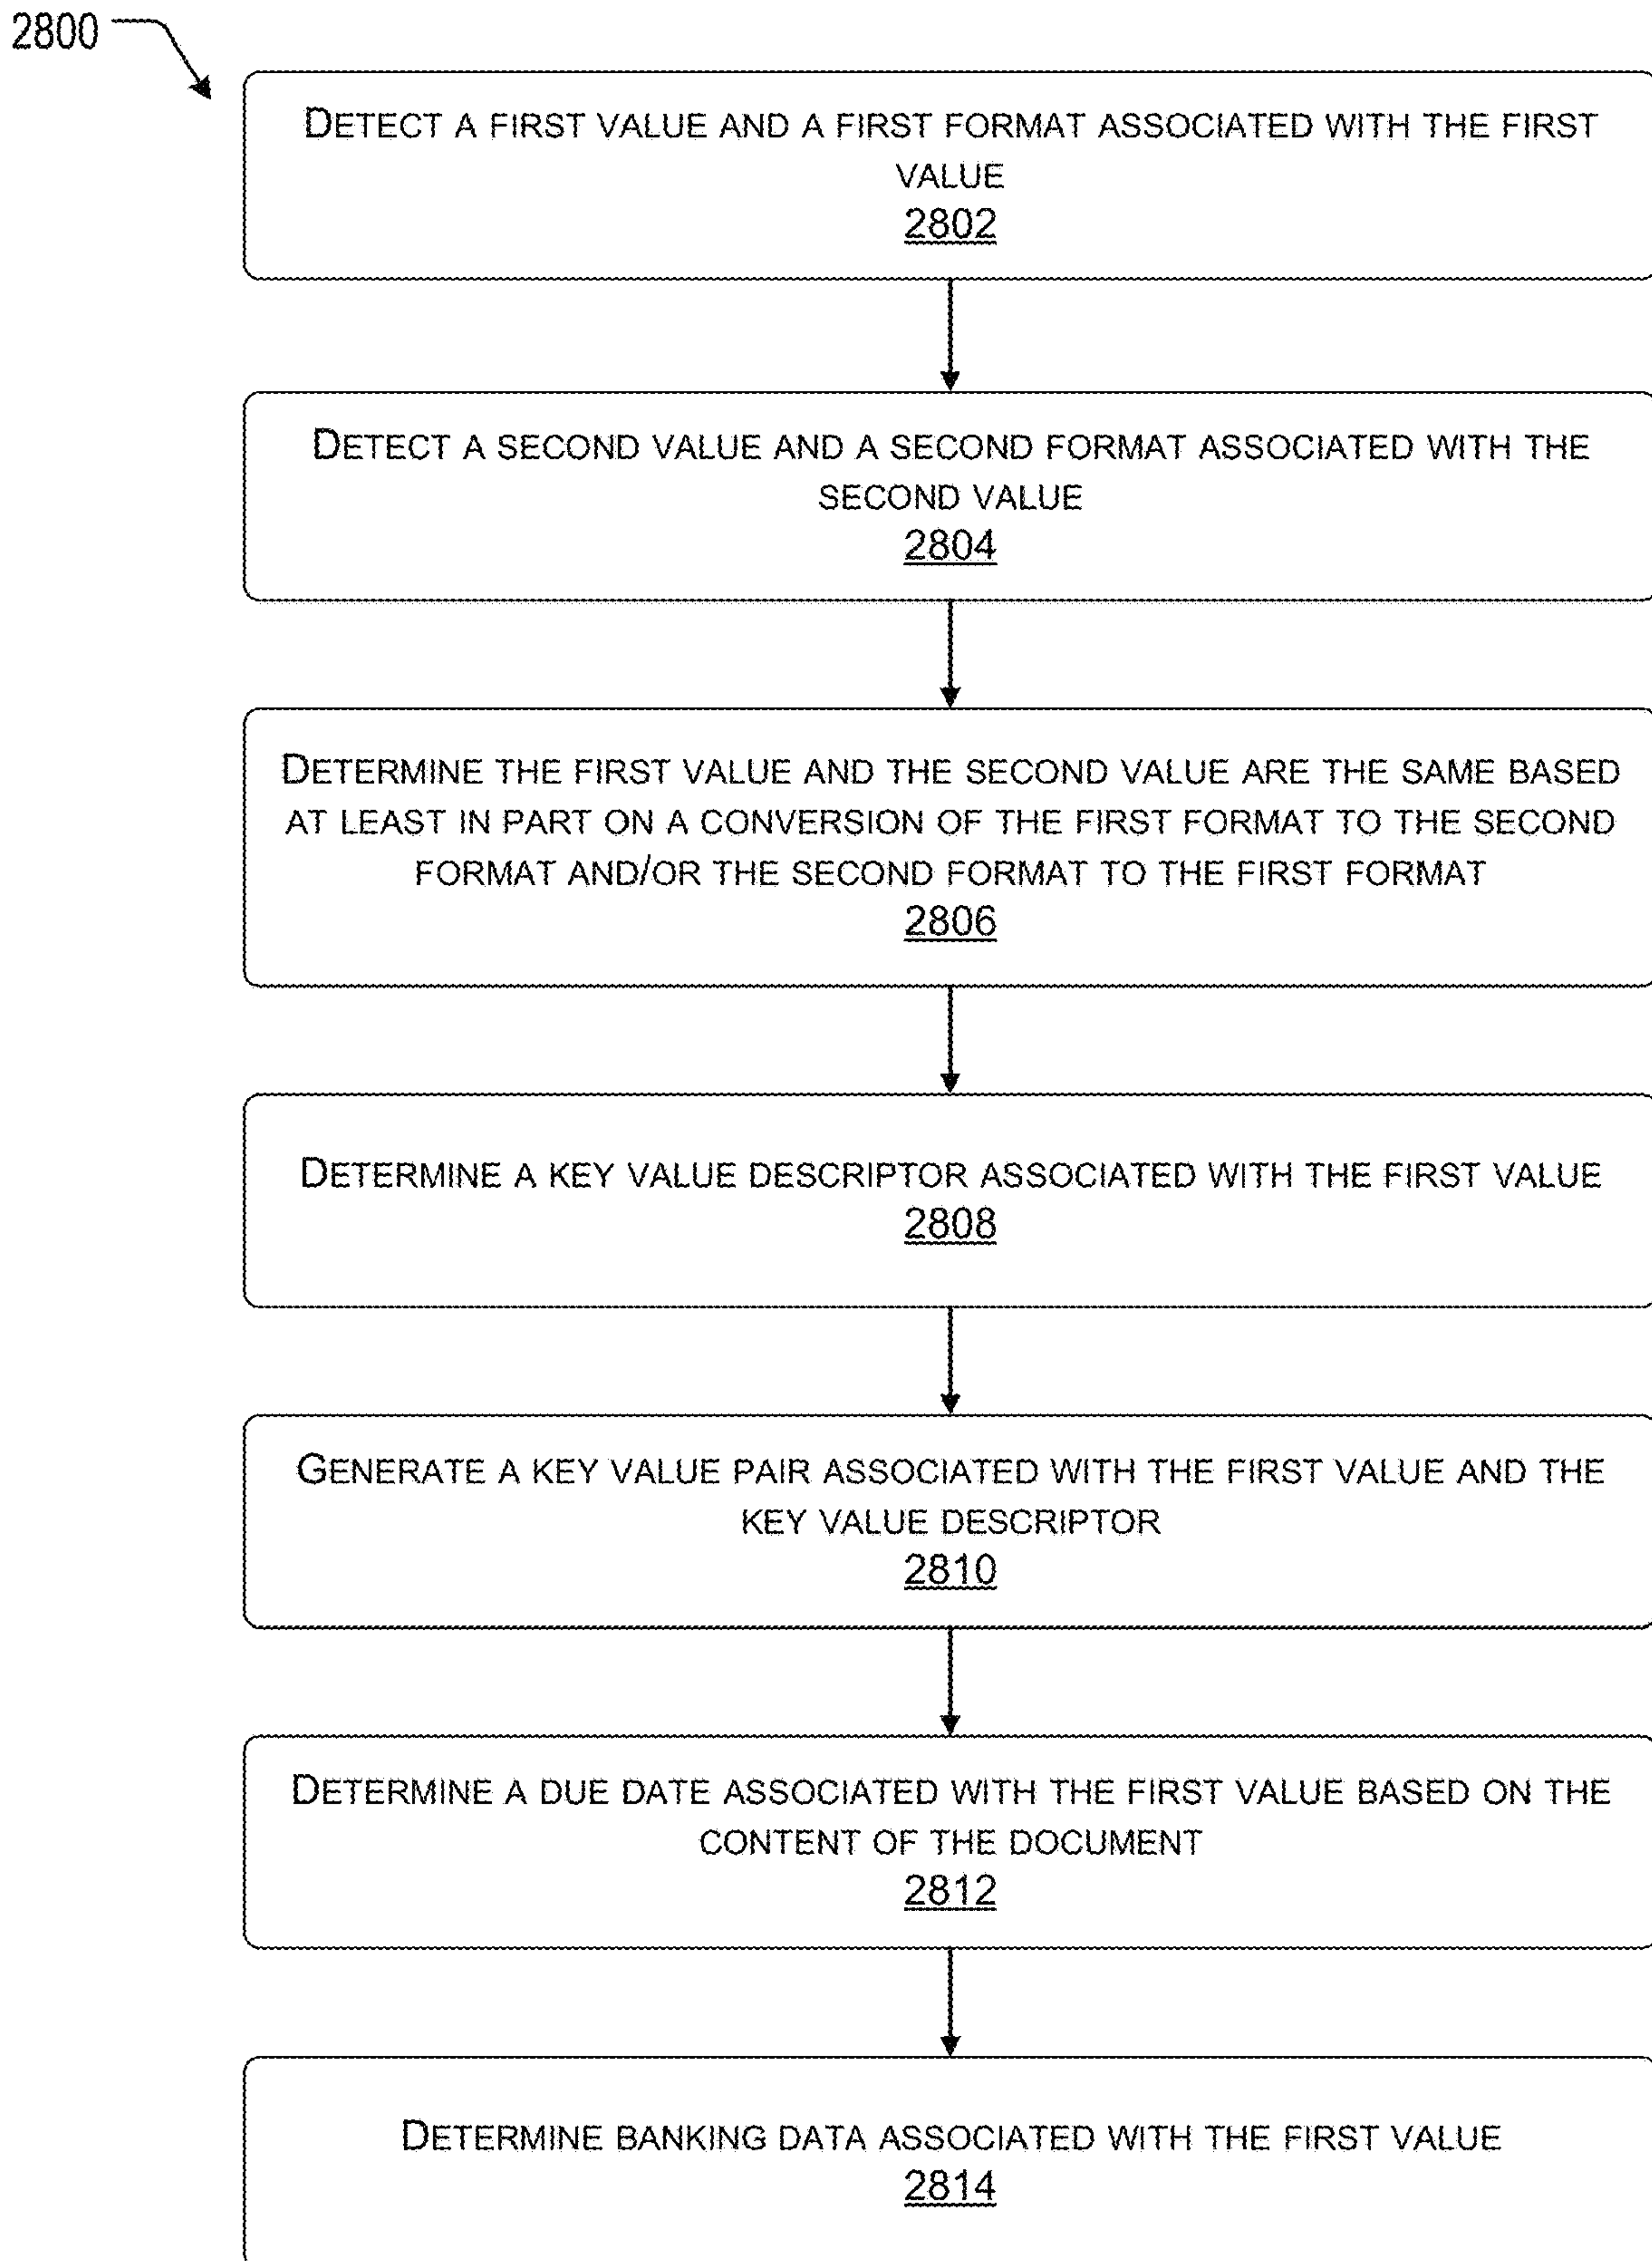 2800
DETECT A FIRST VALUE AND A FIRST FORMAT ASSOCIATED WITH THE FIRST
VALUE
2802
DETECT A SECOND VALUE AND A SECOND FORMAT ASSOCIATED WITH THE
SECOND VALUE
2804
DETERMINE THE FIRST VALUE AND THE SECOND VALUE ARE THE SAME BASED
AT LEAST IN PART ON A CONVERSION OF THE FIRST FORMAT TO THE SECOND
FORMAT AND/OR THE SECOND FORMAT TO THE FIRST FORMAT
2806
DETERMINE A KEY VALUE DESCRIPTOR ASSOCIATED WITH THE FIRST VALUE
2808
GENERATE A KEY VALUE PAIR ASSOCIATED WITH THE FIRST VALUE AND THE
KEY VALUE DESCRIPTOR
2810
DETERMINE A DUE DATE ASSOCIATED WITH THE FIRST VALUE BASED ON THE
CONTENT OF THE DOCUMENT
2812
DETERMINE BANKING DATA ASSOCIATED WITH THE FIRST VALUE
2814